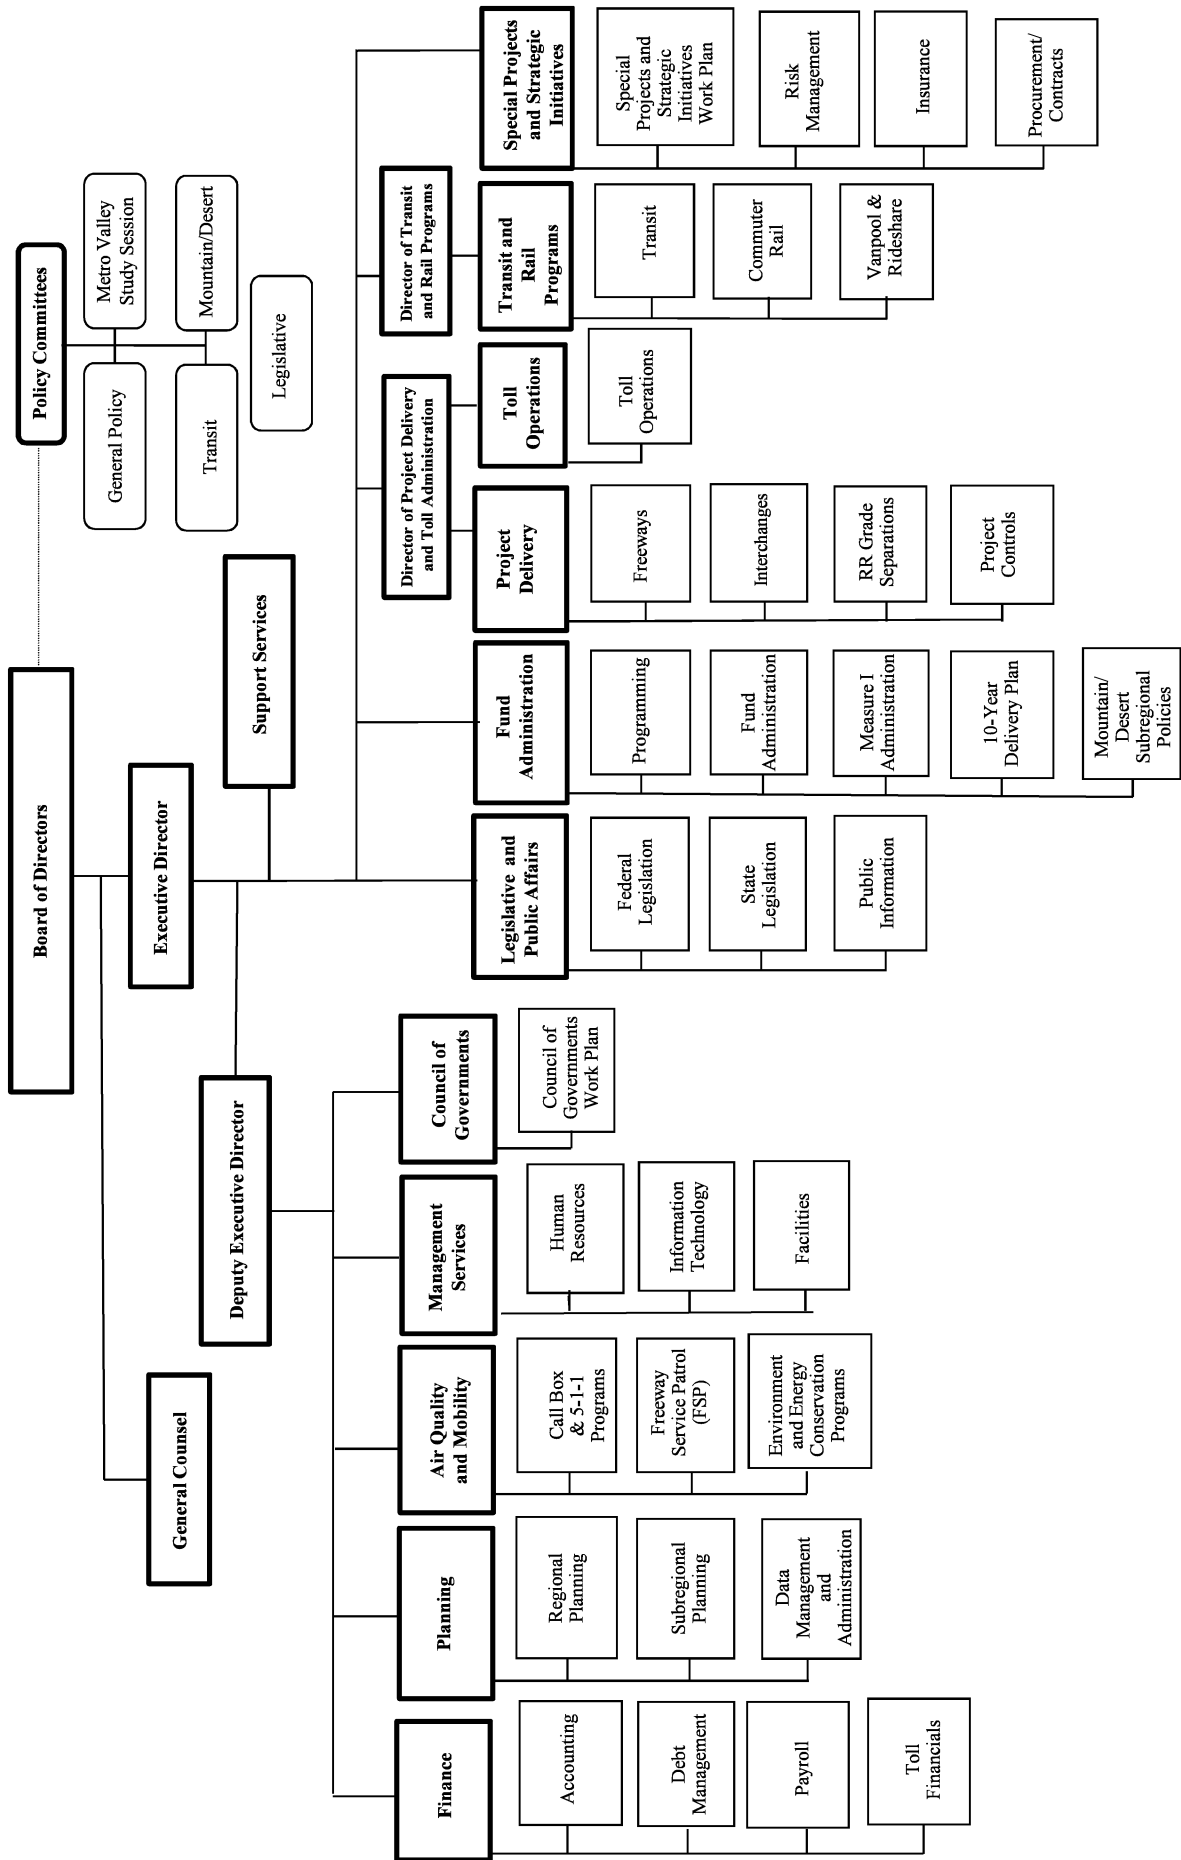 Board of Directors
Policy Committees
General Policy
Metro Valley
Study Session
Transit
Mountain/Desert
Legislative
General Counsel
Executive Director
Deputy Executive Director
Support Services
Finance
Accounting
Debt
Management
Payroll
Toll
Financials
Planning
Regional
Planning
Subregional
Planning
Data
Management
and
Administration
Air Quality
and Mobility
Call Box
& 5-1-1
Programs
Freeway
Service Patrol
(FSP)
Environment
and Energy
Conservation
Programs
Management
Services
Human
Resources
Information
Technology
Facilities
Council of
Governments
Council of
Governments
Work Plan
Legislative and
Public Affairs
Federal
Legislation
State
Legislation
Public
Information
Fund
Administration
Programming
Fund
Administration
Measure I
Administration
10-Year
Delivery Plan
Mountain/
Desert
Subregional
Policies
Director of Project Delivery
and Toll Administration
Project
Delivery
Freeways
Interchanges
RR Grade
Separations
Project
Controls
Toll
Operations
Toll
Operations
Director of Transit
and Rail Programs
Transit and
Rail
Programs
Transit
Commuter
Rail
Vanpool &
Rideshare
Special Projects
and Strategic
Initiatives
Special
Projects and
Strategic
Initiatives
Work Plan
Risk
Management
Insurance
Procurement/
Contracts